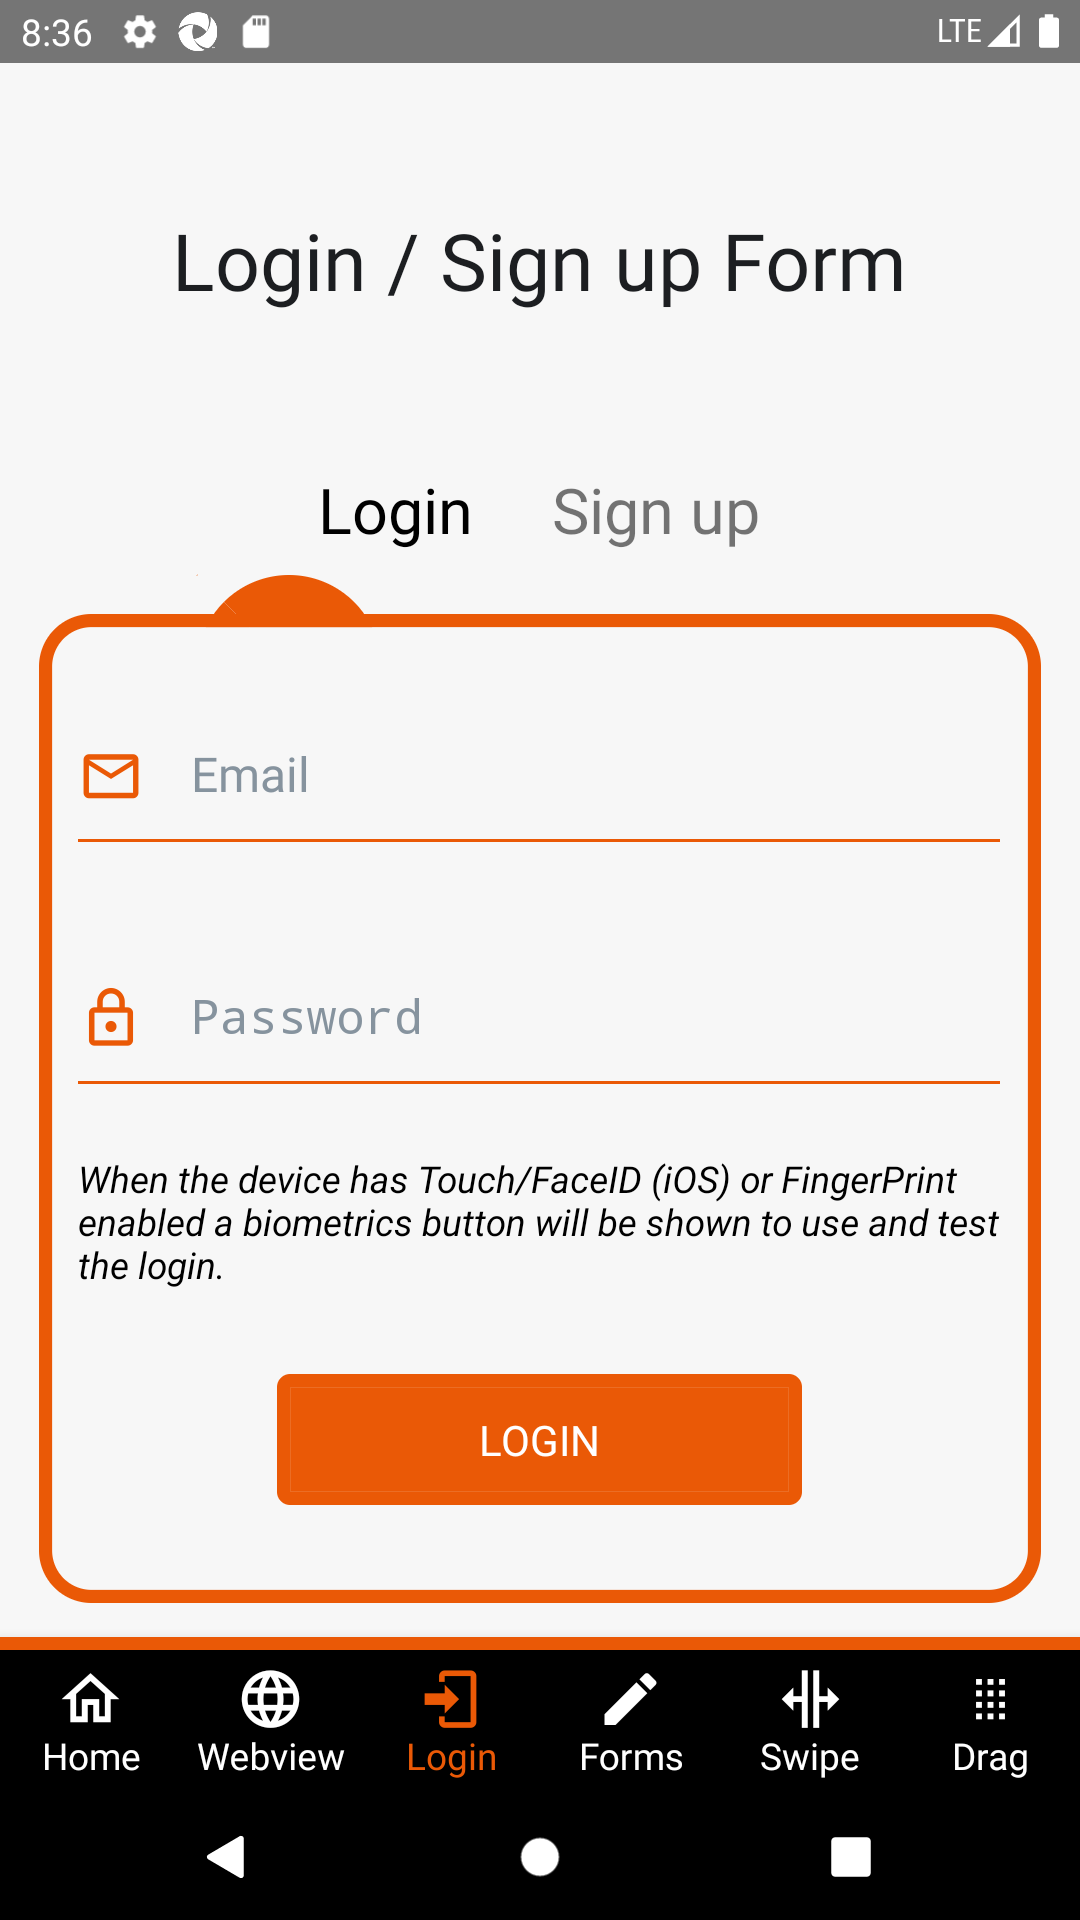 8:36
LTE
Login / Sign up Form
Login
Sign up
Email
Password
When the device has Touch/FaceID (iOS) or FingerPrint
enabled a biometrics button will be shown to use and test
the login.
LOGIN
Home
Webview
Login
Forms
Swipe
Drag